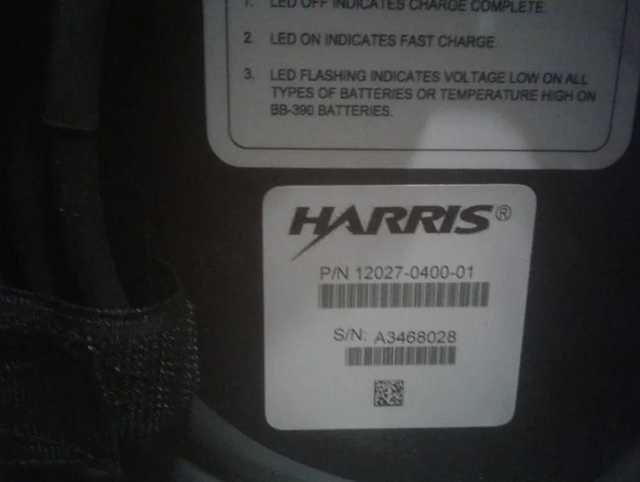 1. LED OFF INDICATES CHARGE COMPLETE.
2. LED ON INDICATES FAST CHARGE.
3. LED FLASHING INDICATES VOLTAGE LOW ON ALL
TYPES OF BATTERIES OR TEMPERATURE HIGH ON
BB-390 BATTERIES.
HARRIS®
P/N 12027-0400-01
S/N: A3468028